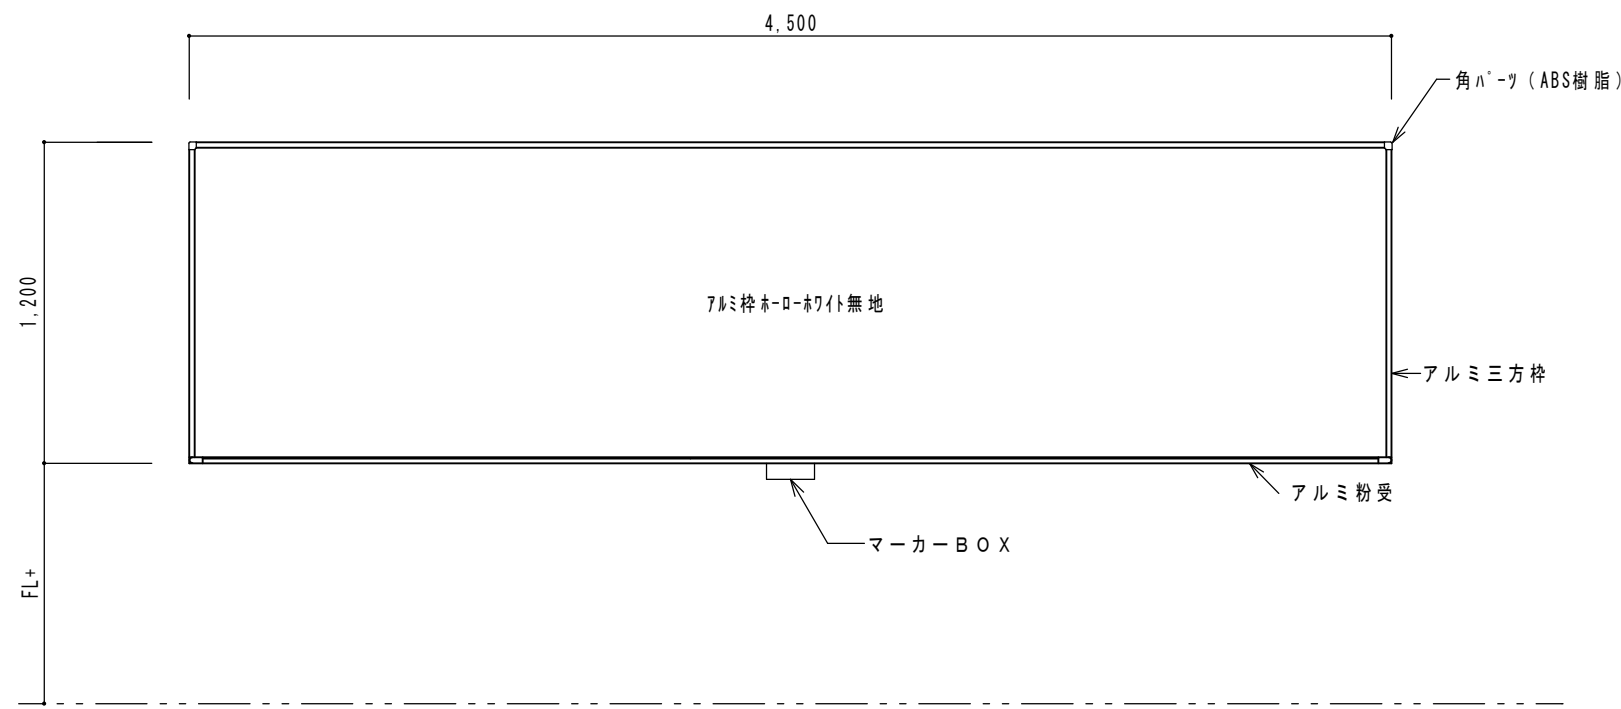 4,500
角ﾊﾟｰﾂ(ABS樹脂)
1,200
ｱﾙﾐ枠ﾎｰﾛｰﾎﾜｲﾄ無地
アルミ三方枠
アルミ粉受
マーカーBOX
FL+